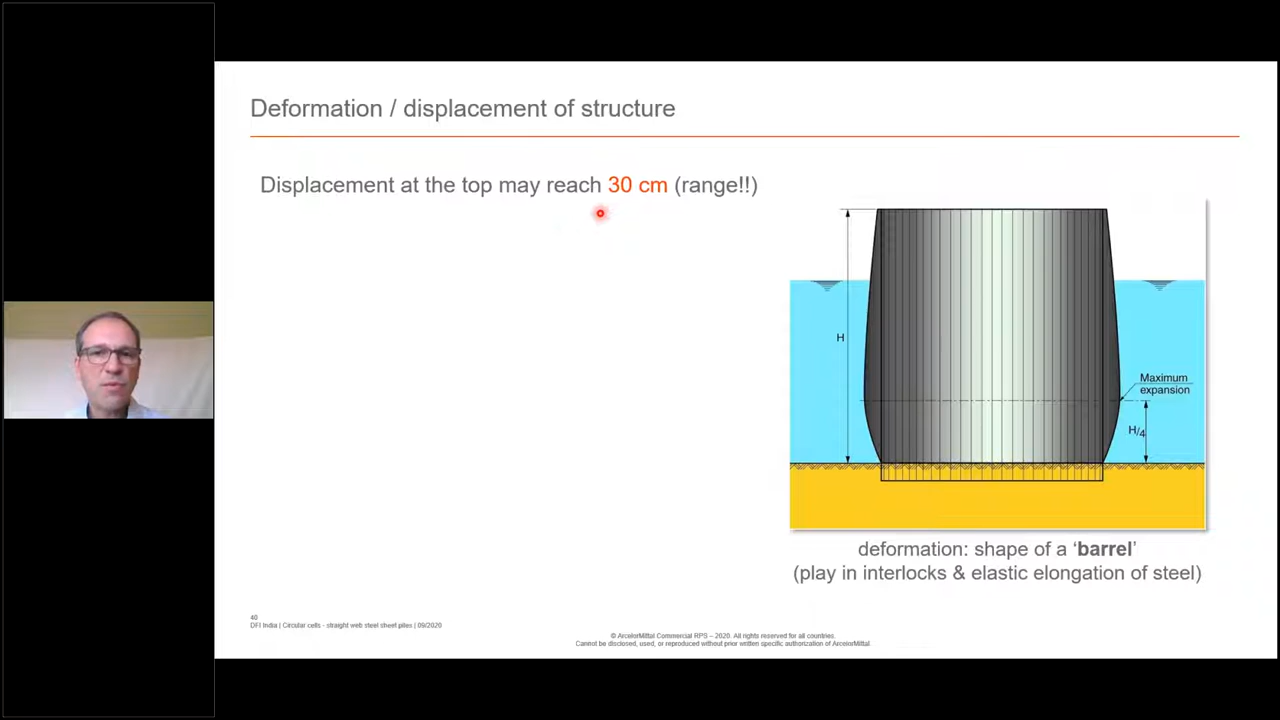 Deformation / displacement of structure
Displacement at the top may reach 30 cm (range!!)
H
Maximum
expansion
H/4
deformation: shape of a ‘barrel’
(play in interlocks & elastic elongation of steel)
40
DFI India | Circular cells - straight web steel sheet piles | 09/2020
© ArcelorMittal Commercial RPS – 2020. All rights reserved for all countries.
Cannot be disclosed, used, or reproduced without prior written specific authorization of ArcelorMittal.